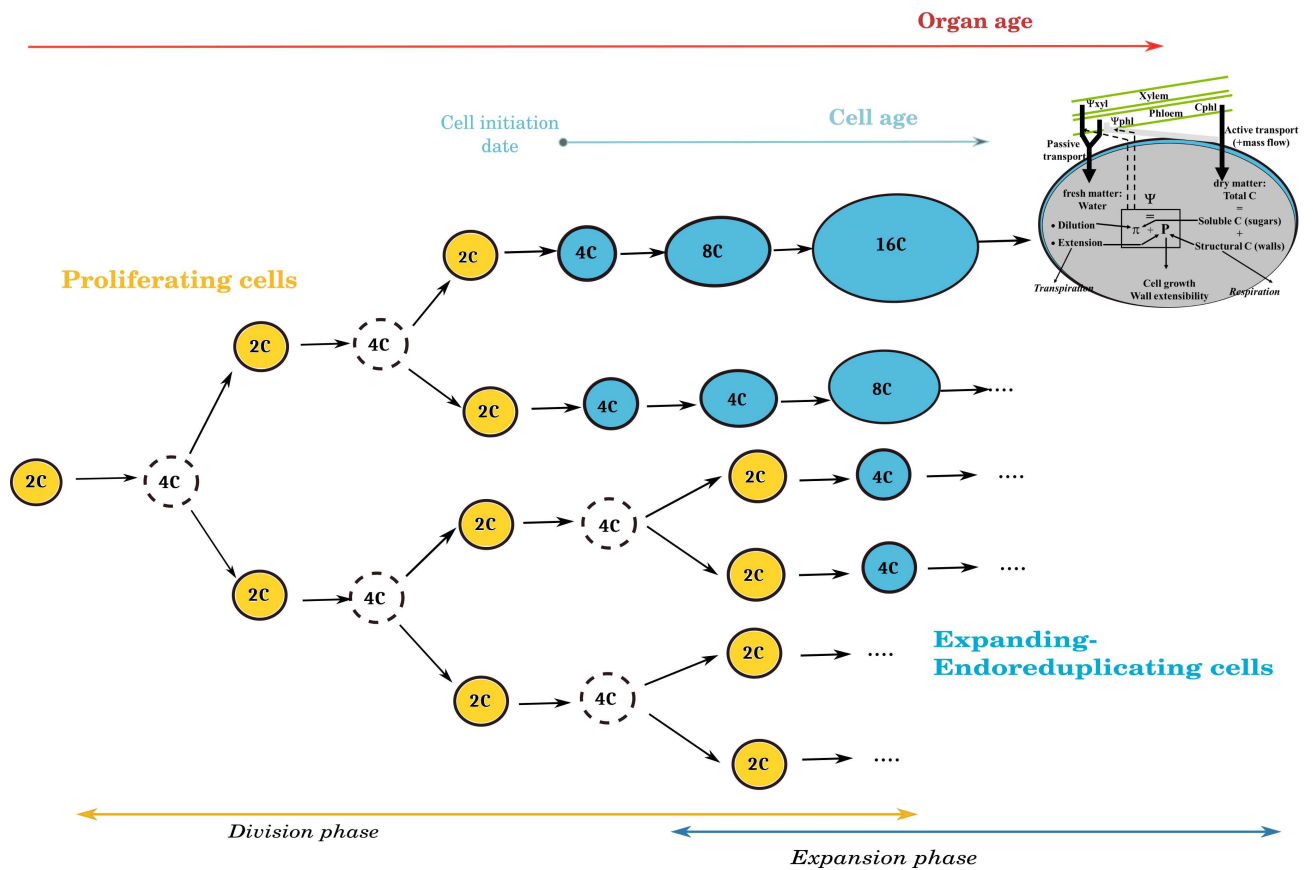 Organ age
Cell initiation
date
Cell age
Xylem
Ψxyl
Cphl
Phloem
Ψphl
Passive
transport
Active transport
(+mass flow)
fresh matter:
Water
dry matter:
Total C
=
Soluble C (sugars)
+
Structural C (walls)
Ψ
=
π + P
• Dilution
• Extension
Transpiration
Cell growth
Wall extensibility
Respiration
Proliferating cells
2C
4C
8C
16C
2C
4C
2C
4C
4C
8C
....
2C
4C
2C
4C
2C
4C
....
2C
4C
....
2C
4C
2C
....
2C
4C
2C
....
Expanding-
Endoreduplicating cells
Division phase
Expansion phase